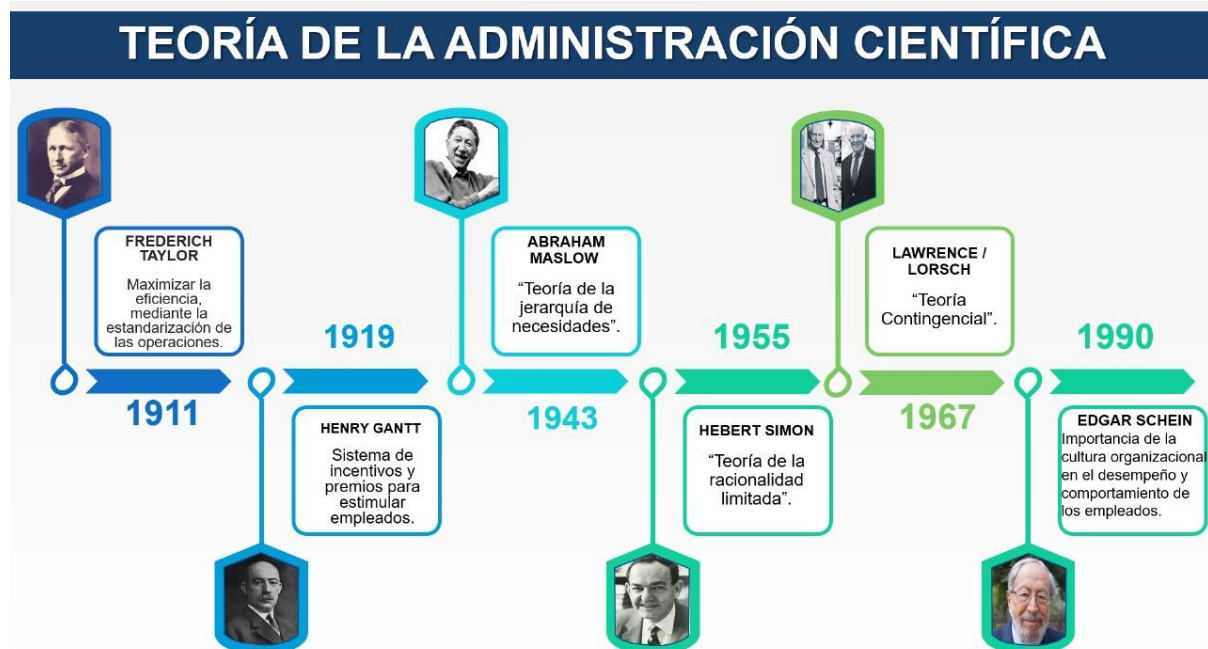 TEORÍA DE LA ADMINISTRACIÓN CIENTÍFICA
FREDERICH
TAYLOR
Maximizar la
eficiencia,
mediante la
estandarización de
las operaciones.
1911
1919
HENRY GANTT
Sistema de
incentivos y
premios para
estimular
empleados.
ABRAHAM
MASLOW
“Teoría de la
jerarquía de
necesidades”.
1943
1955
HEBERT SIMON
“Teoría de la
racionalidad
limitada”.
LAWRENCE /
LORSCH
“Teoría
Contingencial”.
1967
1990
EDGAR SCHEIN
Importancia de la
cultura organizacional
en el desempeño y
comportamiento de
los empleados.